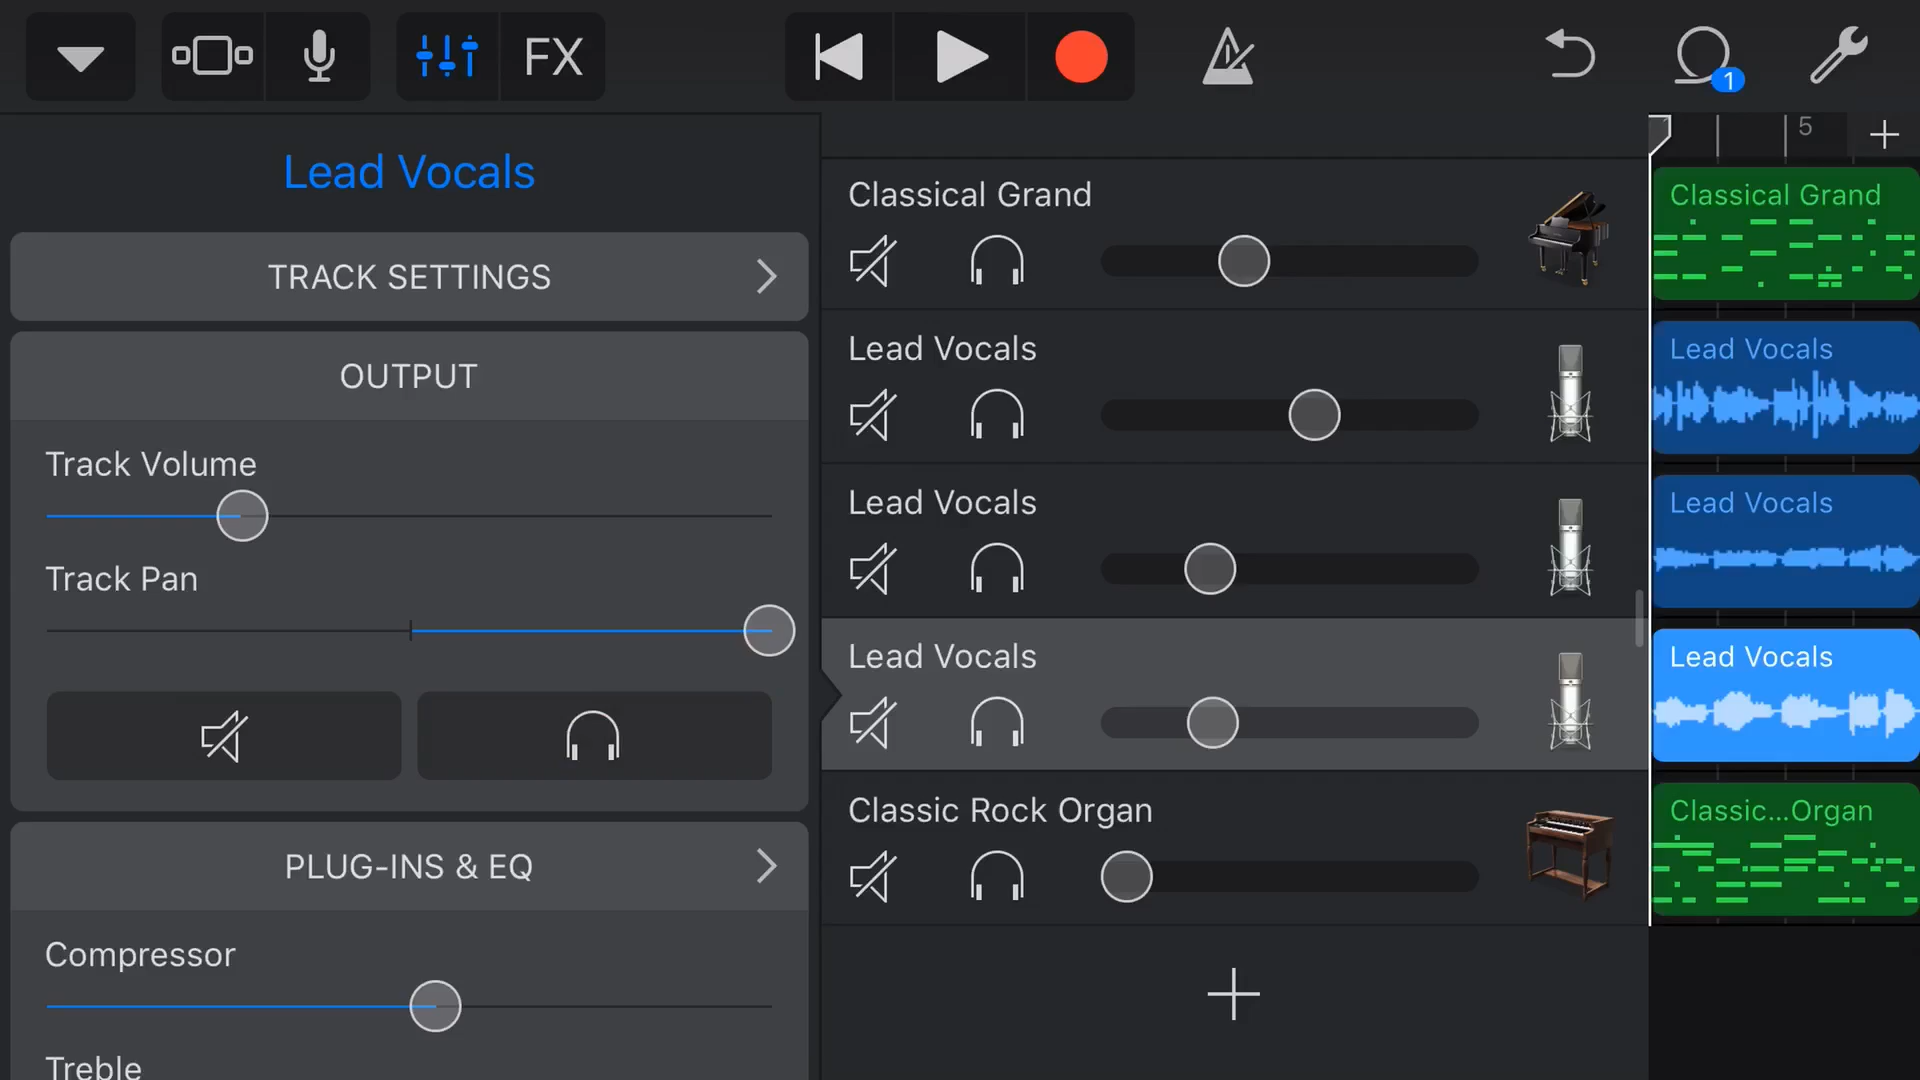 FX
1
5
Lead Vocals
TRACK SETTINGS
OUTPUT
Track Volume
Track Pan
PLUG-INS & EQ
Compressor
Treble
Classical Grand
Lead Vocals
Lead Vocals
Lead Vocals
Classic Rock Organ
Classical Grand
Lead Vocals
Lead Vocals
Lead Vocals
Classic...Organ